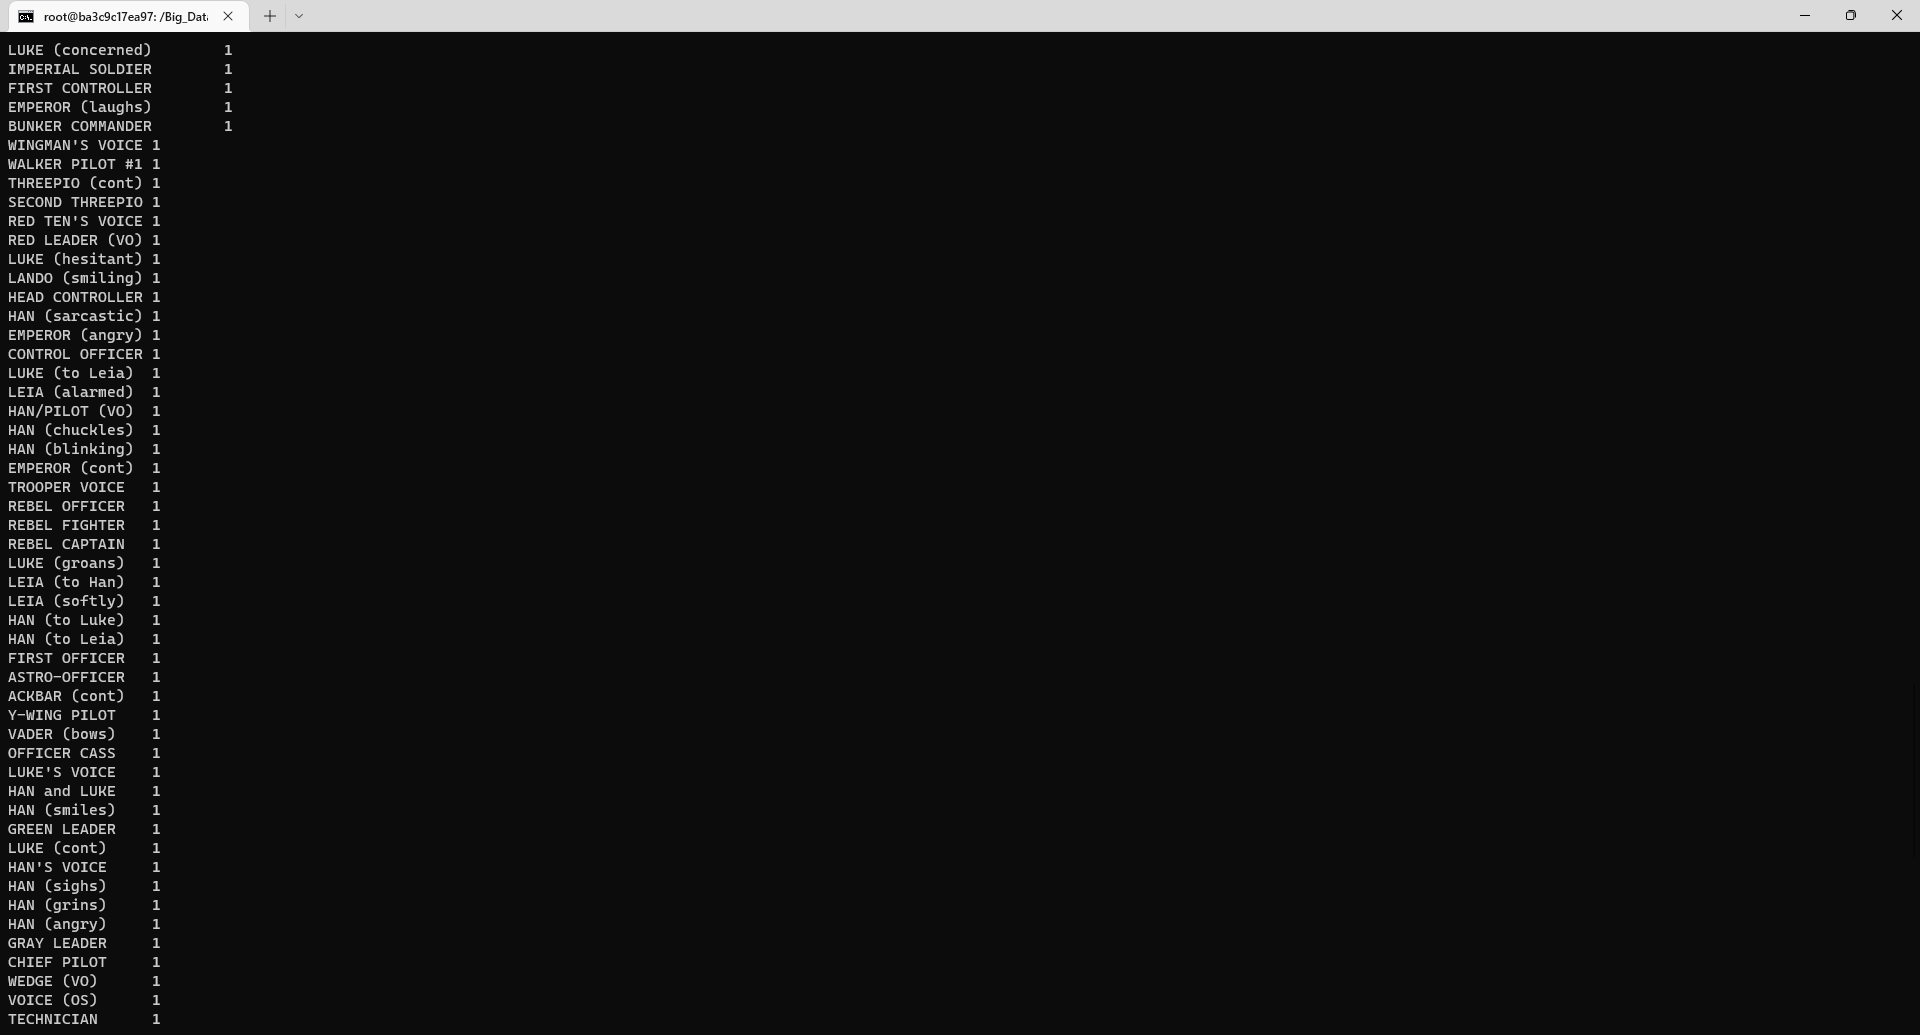 root@ba3c9c17ea97: /Big_Data
LUKE (concerned)        1
IMPERIAL SOLDIER        1
FIRST CONTROLLER        1
EMPEROR (laughs)        1
BUNKER COMMANDER        1
WINGMAN'S VOICE 1
WALKER PILOT #1 1
THREEPIO (cont) 1
SECOND THREEPIO 1
RED TEN'S VOICE 1
RED LEADER (VO) 1
LUKE (hesitant) 1
LANDO (smiling) 1
HEAD CONTROLLER 1
HAN (sarcastic) 1
EMPEROR (angry) 1
CONTROL OFFICER 1
LUKE (to Leia)  1
LEIA (alarmed)  1
HAN/PILOT (VO)  1
HAN (chuckles)  1
HAN (blinking)  1
EMPEROR (cont)  1
TROOPER VOICE   1
REBEL OFFICER   1
REBEL FIGHTER   1
REBEL CAPTAIN   1
LUKE (groans)   1
LEIA (to Han)   1
LEIA (softly)   1
HAN (to Luke)   1
HAN (to Leia)   1
FIRST OFFICER   1
ASTRO-OFFICER   1
ACKBAR (cont)   1
Y-WING PILOT    1
VADER (bows)    1
OFFICER CASS    1
LUKE'S VOICE    1
HAN and LUKE    1
HAN (smiles)    1
GREEN LEADER    1
LUKE (cont)     1
HAN'S VOICE     1
HAN (sighs)     1
HAN (grins)     1
HAN (angry)     1
GRAY LEADER     1
CHIEF PILOT     1
WEDGE (VO)      1
VOICE (OS)      1
TECHNICIAN      1